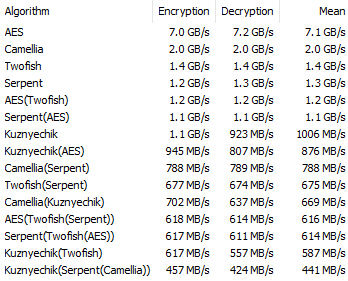 Algorithm Encryption Decryption Mean
AES 7.0 GB/s 7.2 GB/s 7.1 GB/s
Camellia 2.0 GB/s 2.0 GB/s 2.0 GB/s
Twofish 1.4 GB/s 1.4 GB/s 1.4 GB/s
Serpent 1.2 GB/s 1.3 GB/s 1.3 GB/s
AES(Twofish) 1.2 GB/s 1.2 GB/s 1.2 GB/s
Serpent(AES) 1.1 GB/s 1.1 GB/s 1.1 GB/s
Kuznyechik 1.1 GB/s 923 MB/s 1006 MB/s
Kuznyechik(AES) 945 MB/s 807 MB/s 876 MB/s
Camellia(Serpent) 788 MB/s 789 MB/s 788 MB/s
Twofish(Serpent) 677 MB/s 674 MB/s 675 MB/s
Camellia(Kuznyechik) 702 MB/s 637 MB/s 669 MB/s
AES(Twofish(Serpent)) 618 MB/s 614 MB/s 616 MB/s
Serpent(Twofish(AES)) 617 MB/s 611 MB/s 614 MB/s
Kuznyechik(Twofish) 617 MB/s 557 MB/s 587 MB/s
Kuznyechik(Serpent(Camellia)) 457 MB/s 424 MB/s 441 MB/s